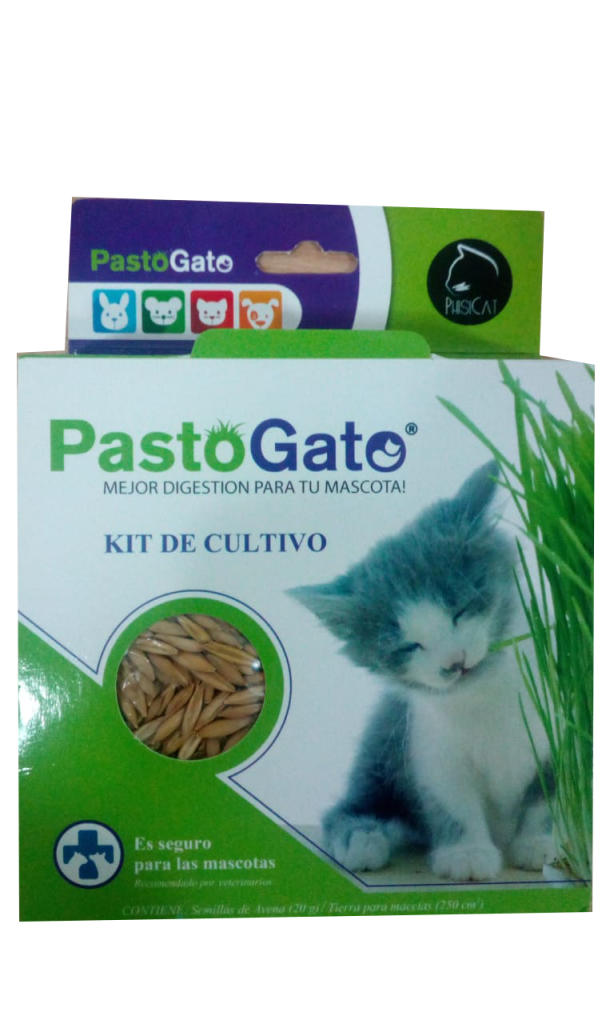 PastoGato
PHISICAT
PastoGato®
MEJOR DIGESTION PARA TU MASCOTA!
KIT DE CULTIVO
Es seguro
para las mascotas
Recomendado por veterinarios
CONTIENE: Semillas de Avena (20 g)/ Tierra para macetas (250 cm³)